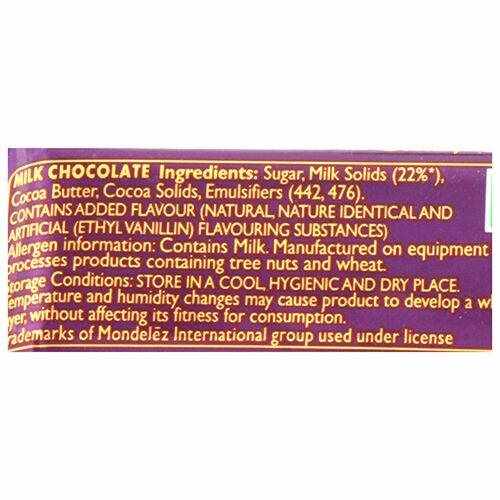 MILK CHOCOLATE Ingredients: Sugar, Milk Solids (22%*),
Cocoa Butter, Cocoa Solids, Emulsifiers (442, 476).
CONTAINS ADDED FLAVOUR (NATURAL, NATURE IDENTICAL AND
ARTIFICIAL (ETHYL VANILLIN) FLAVOURING SUBSTANCES)
Allergen information: Contains Milk. Manufactured on equipment
processes products containing tree nuts and wheat.
Storage Conditions: STORE IN A COOL, HYGIENIC AND DRY PLACE.
Temperature and humidity changes may cause product to develop a wh
yer, without affecting its fitness for consumption.
rademarks of Mondelēz International group used under license